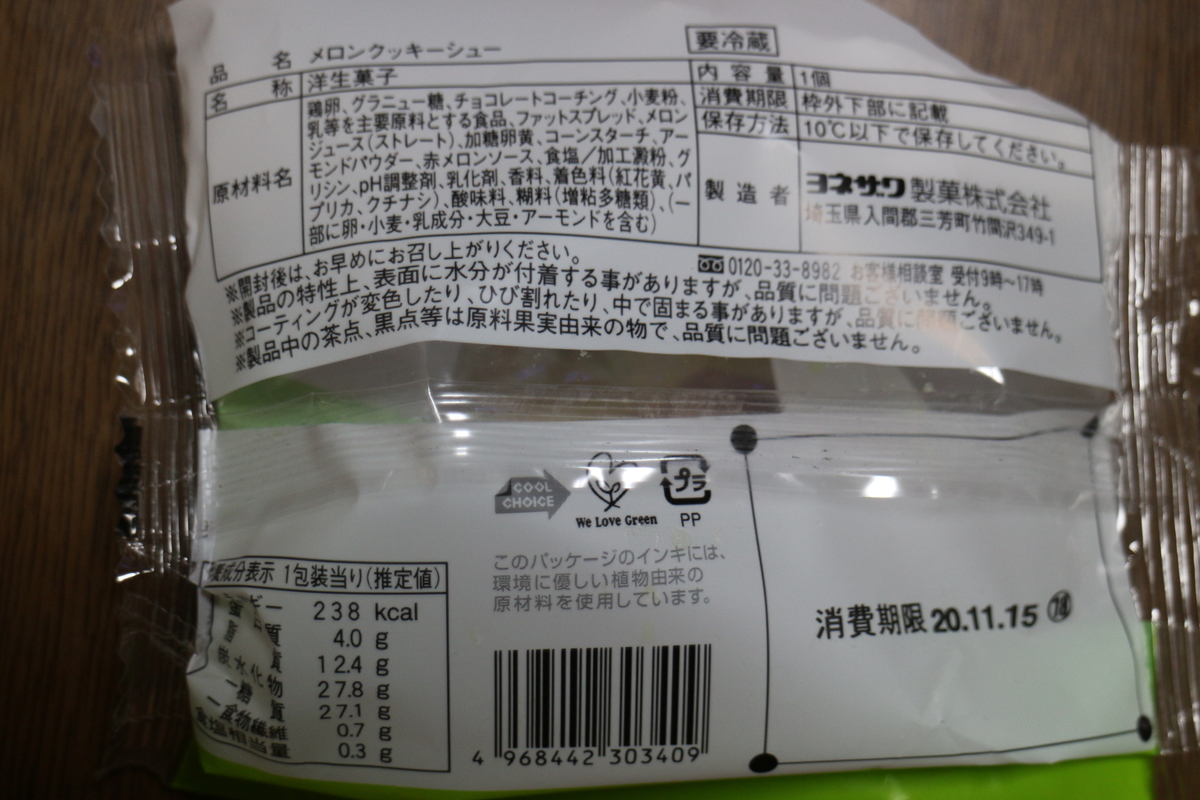 品名 メロンクッキーシュー
要冷蔵
名称 洋生菓子
原材料名
鶏卵、グラニュー糖、チョコレートコーチング、小麦粉、
乳等を主要原料とする食品、ファットスプレッド、メロン
ジュース(ストレート)、加糖卵黄、コーンスターチ、アー
モンドパウダー、赤メロンソース、食塩/加工澱粉、グ
リシン、pH調整剤、乳化剤、香料、着色料(紅花黄、パ
プリカ、クチナシ)、酸味料、糊料(増粘多糖類)、(一
部に卵・小麦・乳成分・大豆・アーモンドを含む)
内容量 1個
消費期限 枠外下部に記載
保存方法 10℃以下で保存してください。
製造者 ヨネザワ製菓株式会社
埼玉県入間郡三芳町竹間沢349-1
0120-33-8982 お客様相談室 受付9時~17時
※開封後は、お早めにお召し上がりください。
※製品の特性上、表面に水分が付着する事がありますが、品質に問題ございません。
※コーティングが変色したり、ひび割れたり、中で固まる事がありますが、品質に問題ございません。
※製品中の茶点、黒点等は原料果実由来の物で、品質に問題ございません。
COOL
CHOICE
We Love Green
プラ
PP
このパッケージのインキには、
環境に優しい植物由来の
原材料を使用しています。
養成分表示 1包装当り(推定値)
ギー 238 kcal
質 4.0 g
質 12.4 g
炭水化物 27.8 g
-糖質 27.1 g
-食物繊維 0.7 g
食塩相当量 0.3 g
4 968442 303409
消費期限 20.11.15 ⑭